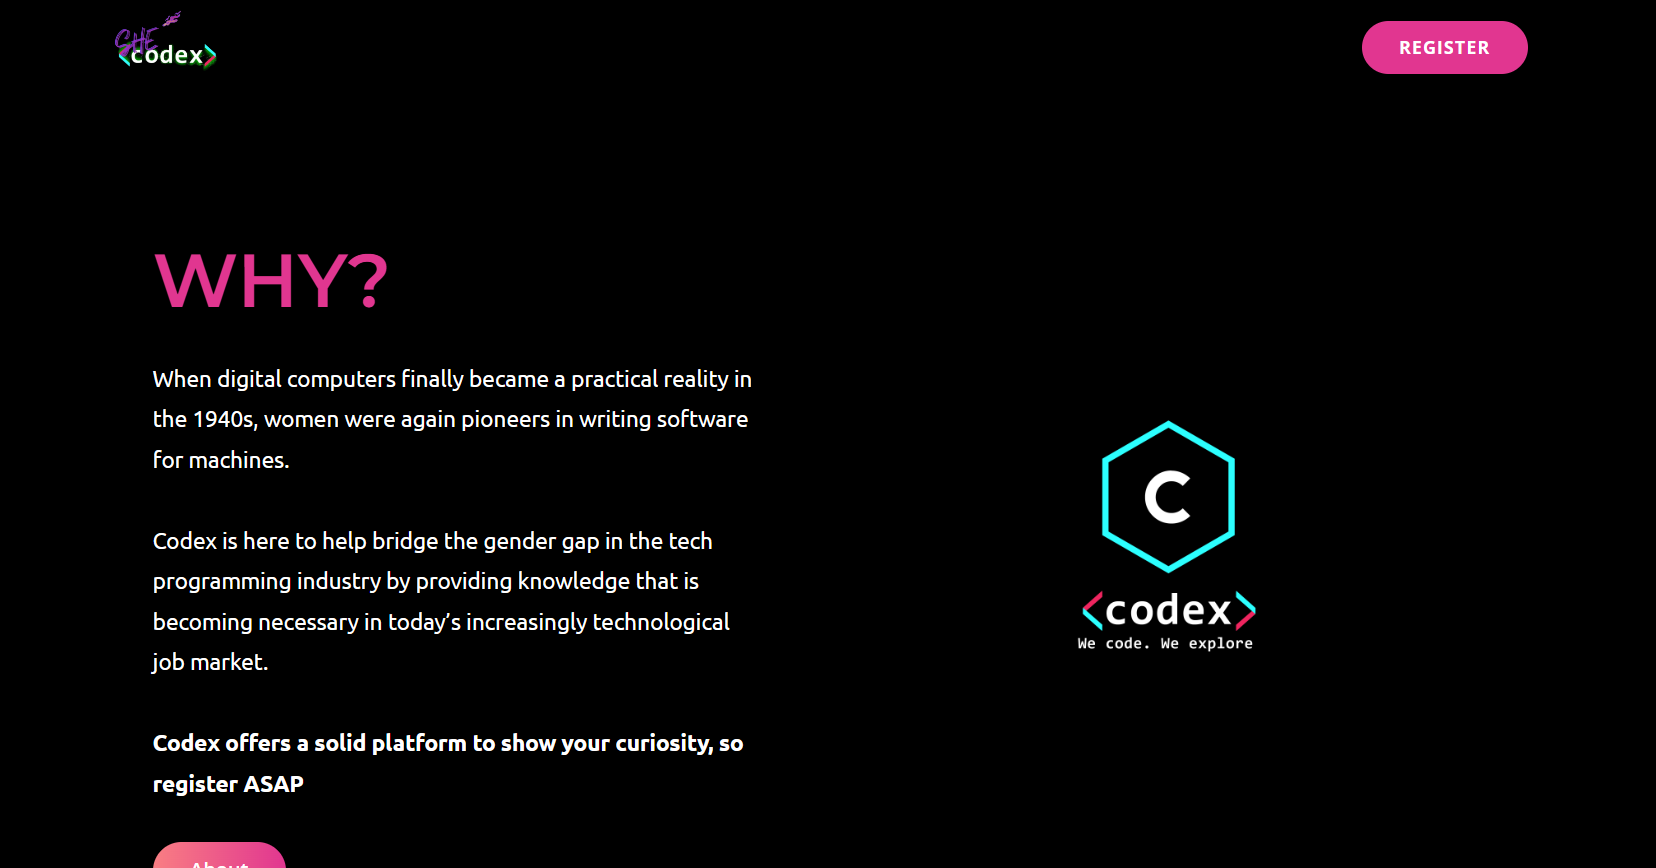 SHE
<codex>
REGISTER
WHY?
When digital computers finally became a practical reality in
the 1940s, women were again pioneers in writing software
for machines.
Codex is here to help bridge the gender gap in the tech
programming industry by providing knowledge that is
becoming necessary in today’s increasingly technological
job market.
Codex offers a solid platform to show your curiosity, so
register ASAP
About
C
<codex>
We code. We explore